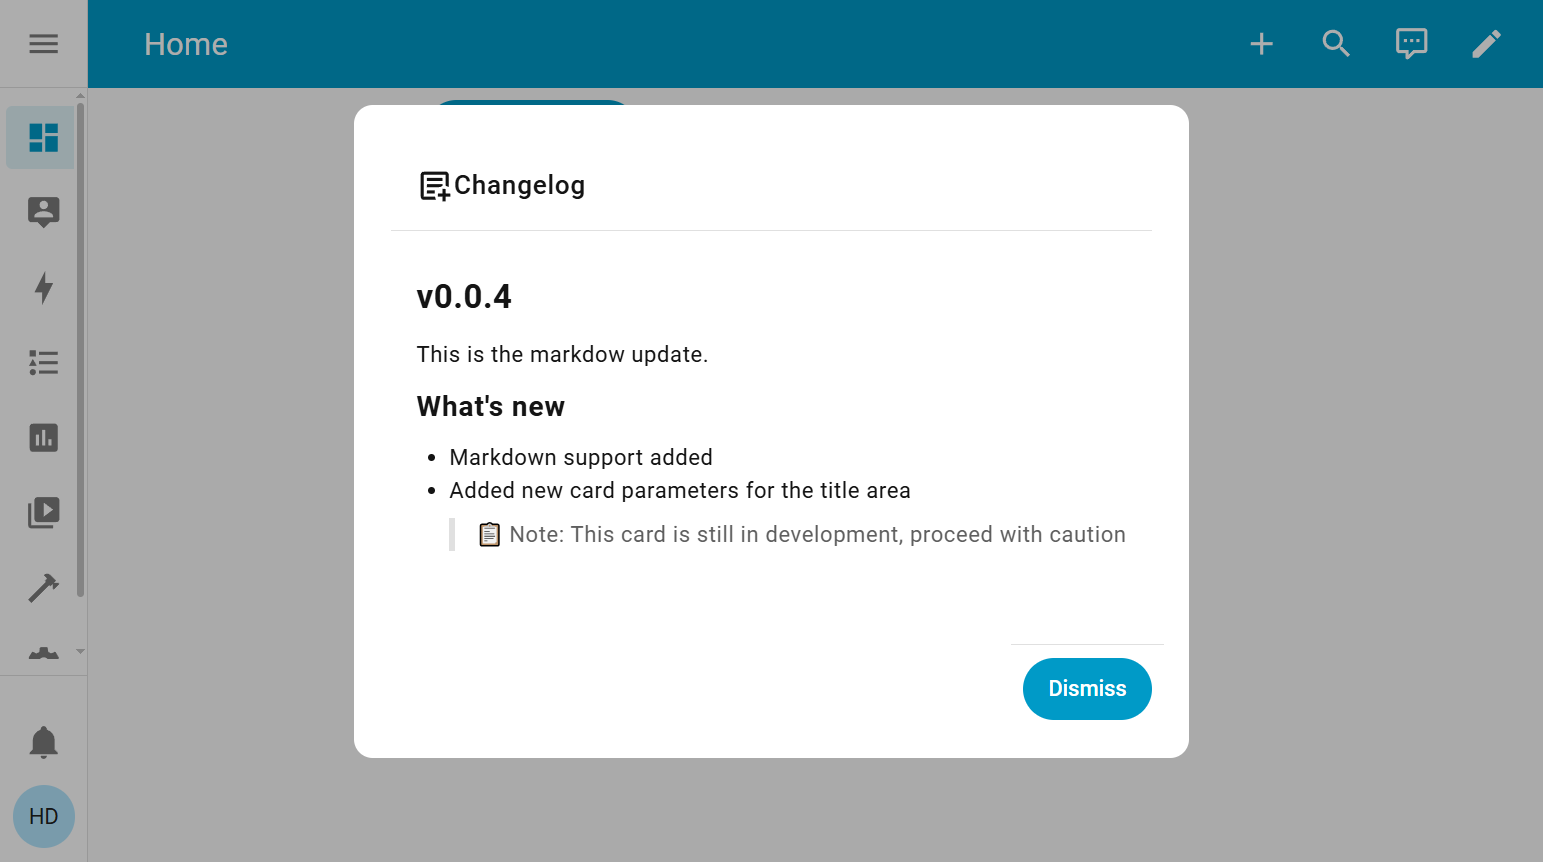 Home
Changelog
v0.0.4
This is the markdow update.
What's new
Markdown support added
Added new card parameters for the title area
📋 Note: This card is still in development, proceed with caution
Dismiss
HD